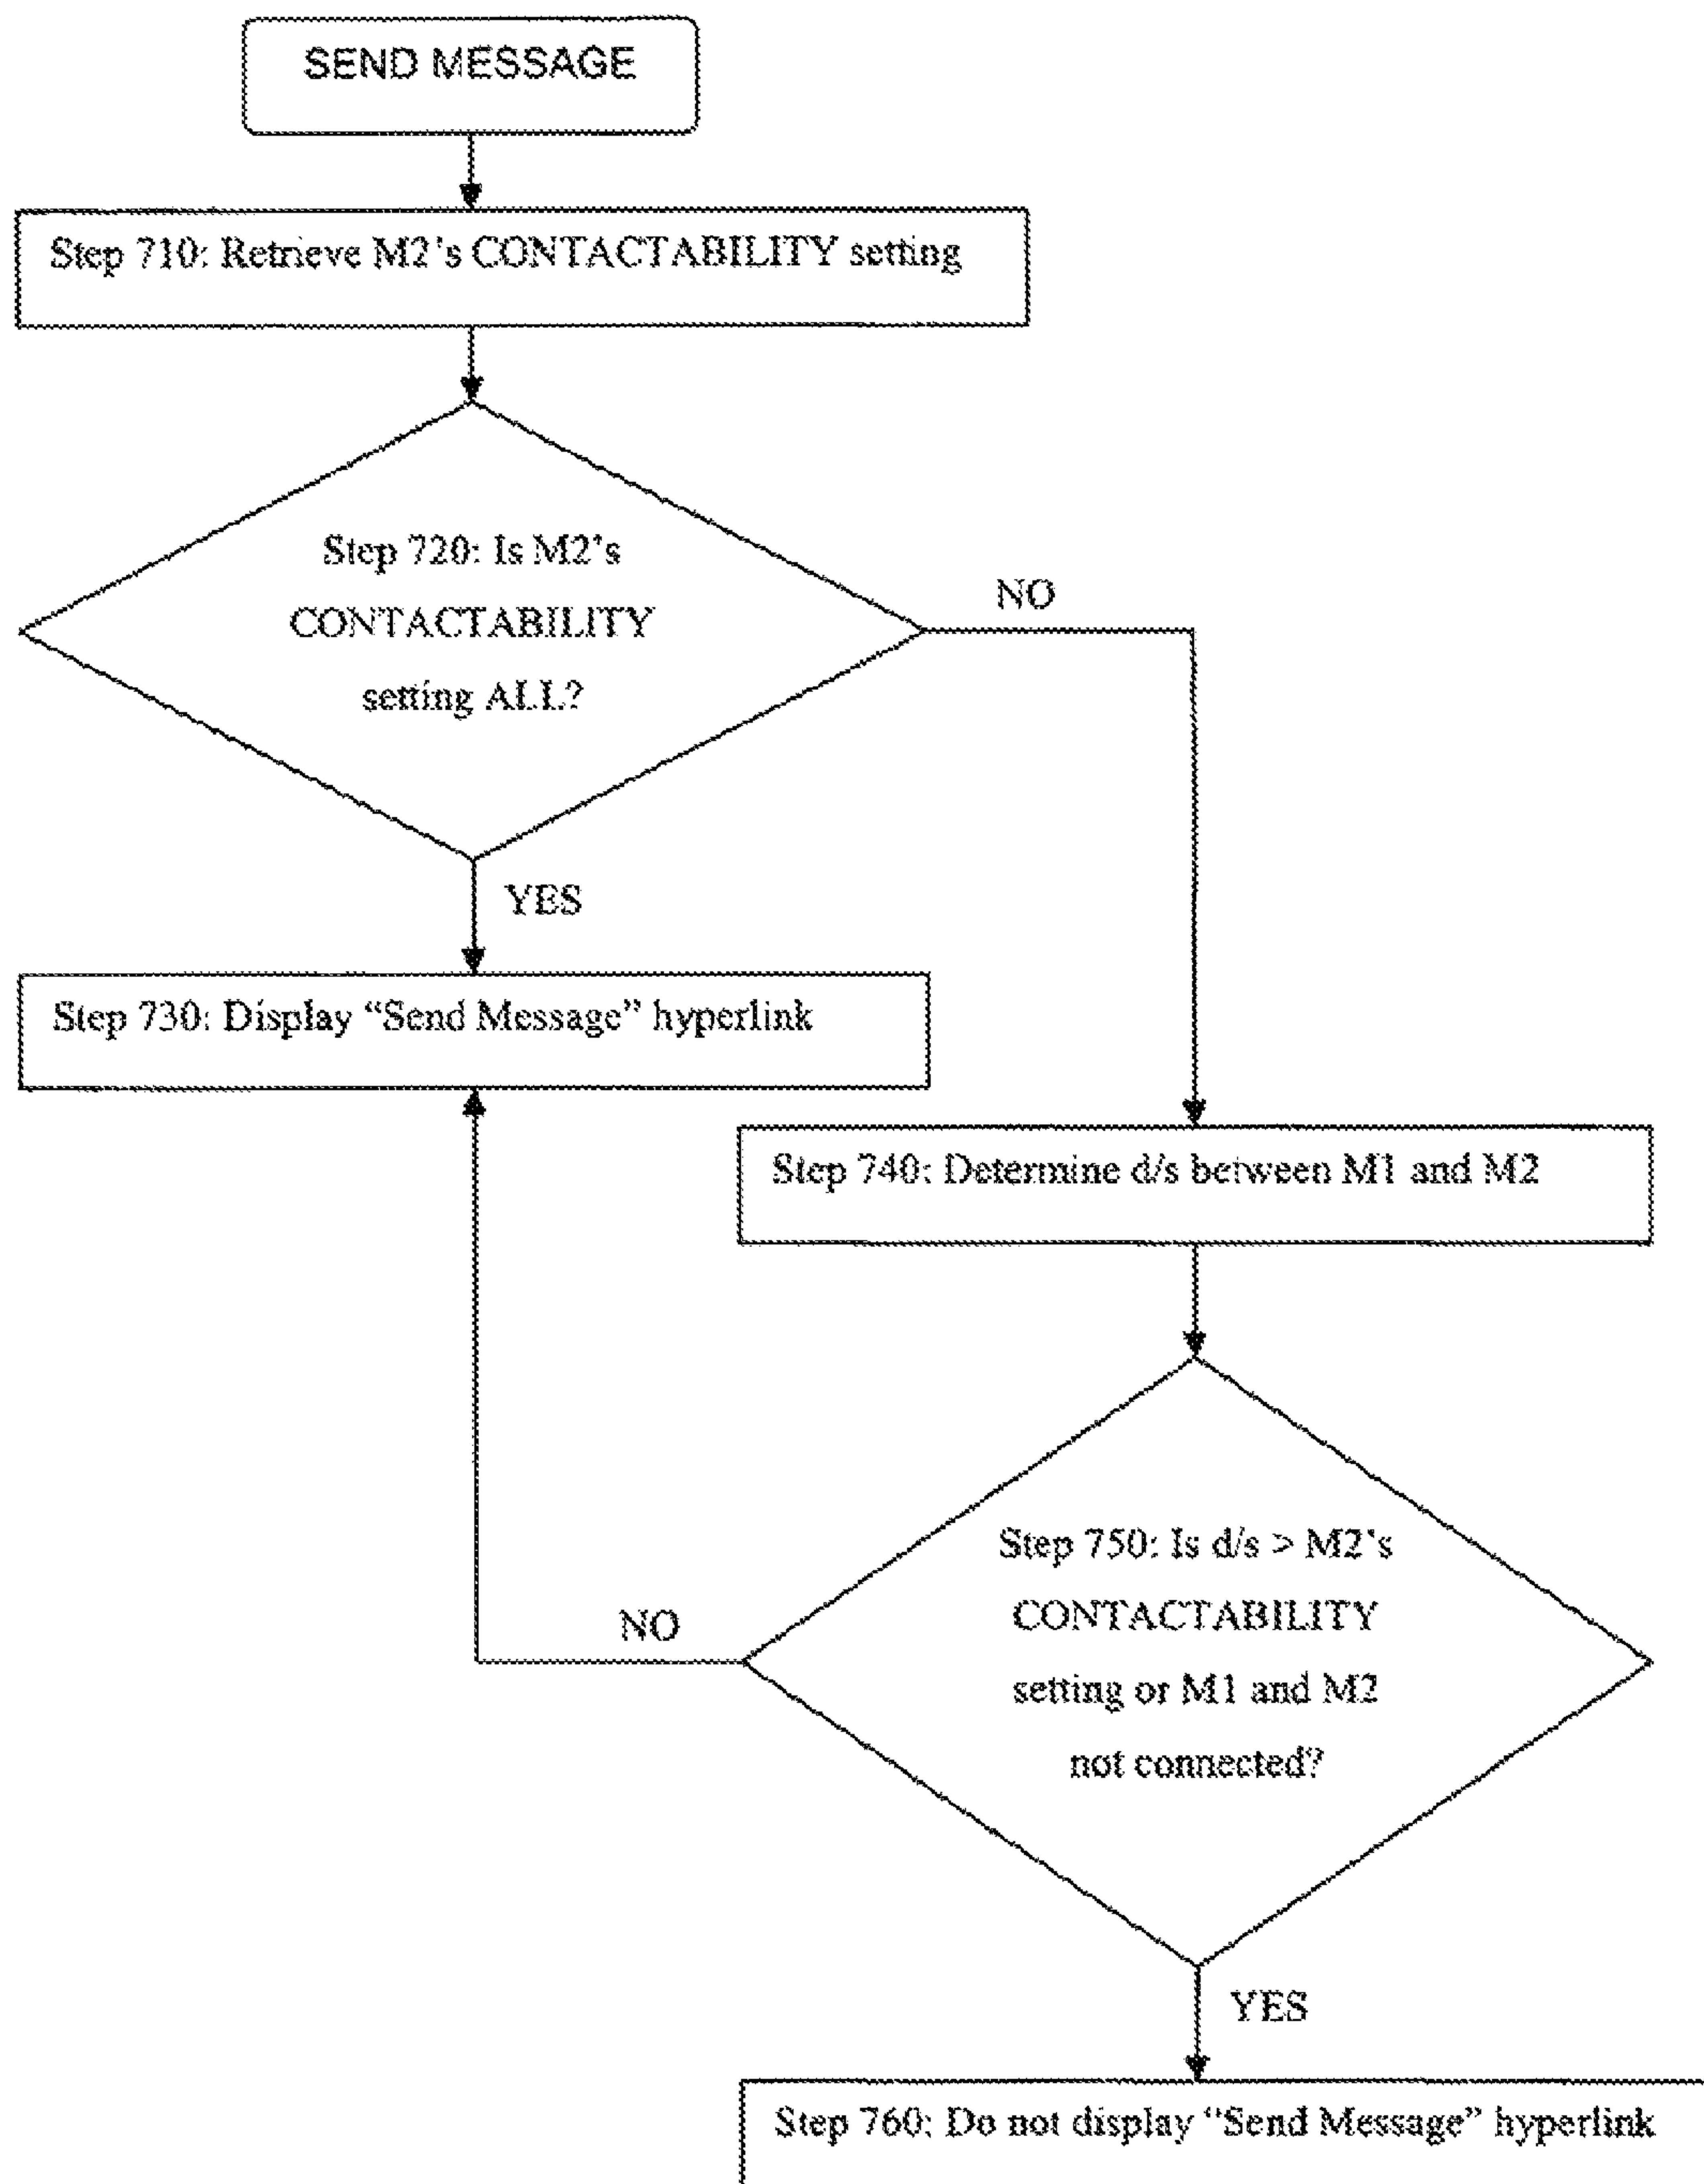 SEND MESSAGE
Step 710: Retrieve M2's CONTACTABILITY setting
Step 720: Is M2's
CONTACTABILITY
setting ALL?
NO
YES
Step 730: Display “Send Message” hyperlink
Step 740: Determine d/s between M1 and M2
Step 750: Is d/s > M2's
CONTACTABILITY
setting or M1 and M2
not connected?
NO
YES
Step 760: Do not display “Send Message” hyperlink